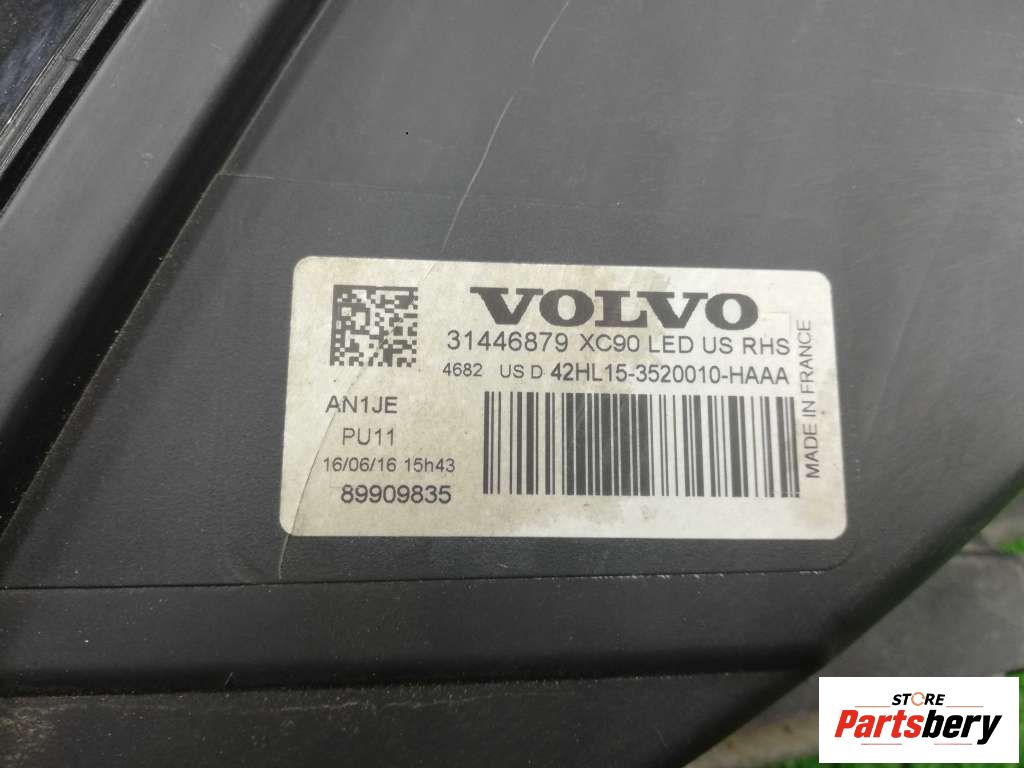 VOLVO
31446879 XC90 LED US RHS
4682 US D 42HL15-3520010-HAAA
AN1JE
PU11
16/06/16 15h43
89909835
MADE IN FRANCE
STORE
Partsbery